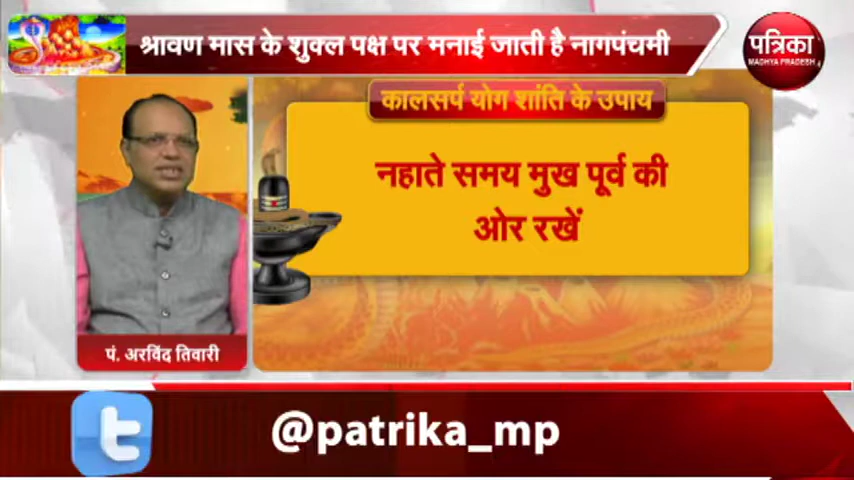 श्रावण मास के शुक्ल पक्ष पर मनाई जाती है नागपंचमी
पत्रिका
MADHYA PRADESH
कालसर्प योग शांति के उपाय
नहाते समय मुख पूर्व की
ओर रखें
पं. अरविंद तिवारी
@patrika_mp